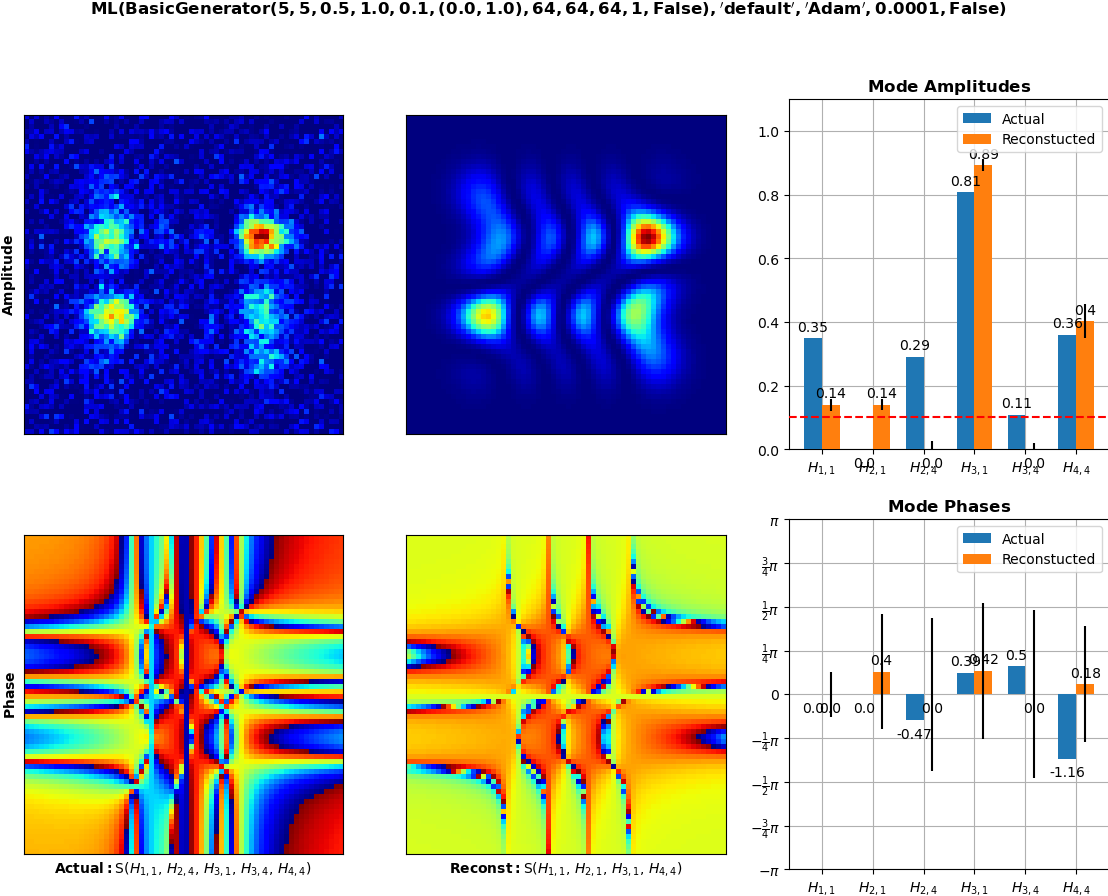 ML(BasicGenerator(5, 5, 0.5, 1.0, 0.1, (0.0, 1.0), 64, 64, 64, 1, False), ′default′, ′Adam′, 0.0001, False)
Amplitude
Mode Amplitudes
Actual
Reconstucted
1.0
0.8
0.6
0.4
0.2
0.0
0.35
0.14
0.0
0.14
0.29
0.0
0.81
0.89
0.11
0.0
0.36
0.4
H1, 1
H2, 1
H2, 4
H3, 1
H3, 4
H4, 4
Phase
Actual: S(H1, 1, H2, 4, H3, 1, H3, 4, H4, 4)
Reconst: S(H1, 1, H2, 1, H3, 1, H4, 4)
Mode Phases
Actual
Reconstucted
π
3/4π
1/2π
1/4π
0
−1/4π
−1/2π
−3/4π
−π
0.0
0.0
0.0
0.4
-0.47
0.0
0.39
0.42
0.5
0.0
-1.16
0.18
H1, 1
H2, 1
H2, 4
H3, 1
H3, 4
H4, 4